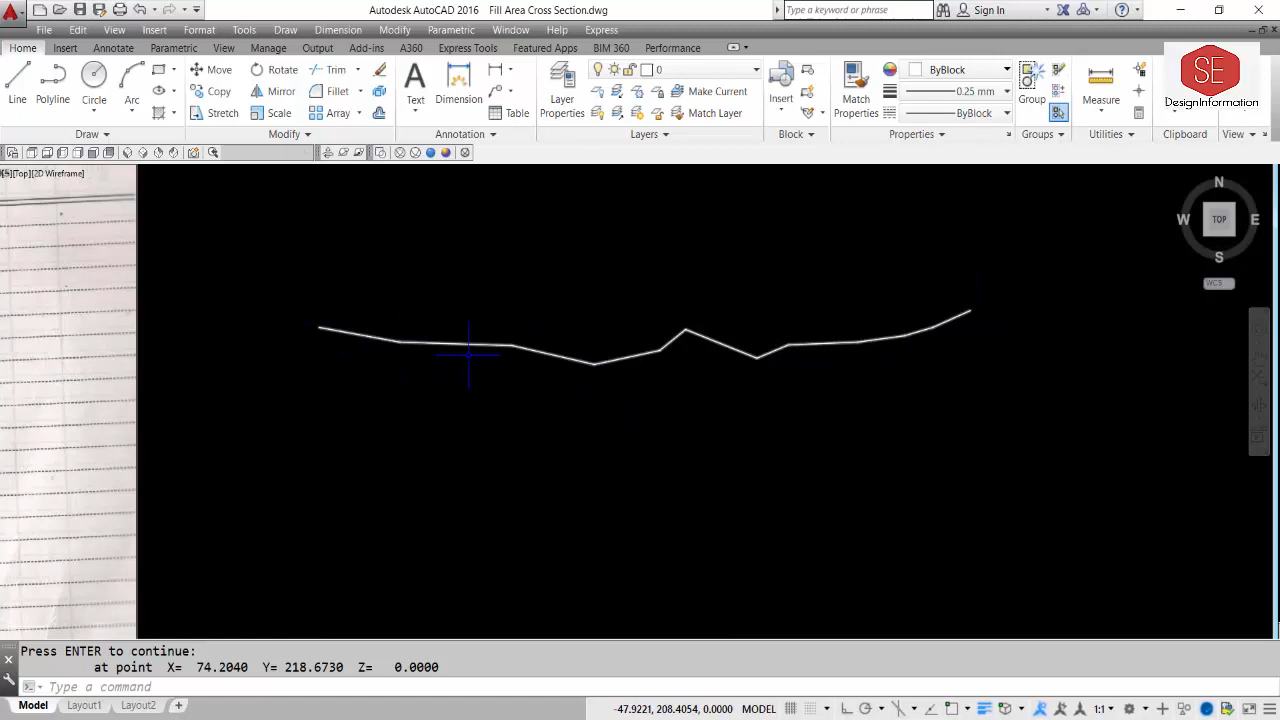 Autodesk AutoCAD 2016 Fill Area Cross Section.dwg
Type a keyword or phrase
Sign In
File Edit View Insert Format Tools Draw Dimension Modify Parametric Window Help Express
Home Insert Annotate Parametric View Manage Output Add-ins A360 Express Tools Featured Apps BIM 360 Performance
Line Polyline Circle Arc
Move Rotate Trim
Copy Mirror Fillet
Stretch Scale Array
Text Dimension Table
Layer Properties
0
Make Current
Match Layer
Insert
Match Properties
ByBlock
0.25 mm
ByBlock
Group
Measure
SE
DesignInformation
Draw Modify Annotation Layers Block Properties Groups Utilities Clipboard View
[Top][2D Wireframe]
N
W TOP E
S
WCS
Press ENTER to continue:
at point X= 74.2040 Y= 218.6730 Z= 0.0000
Type a command
Model Layout1 Layout2 +
-47.9221, 208.4054, 0.0000 MODEL
1:1